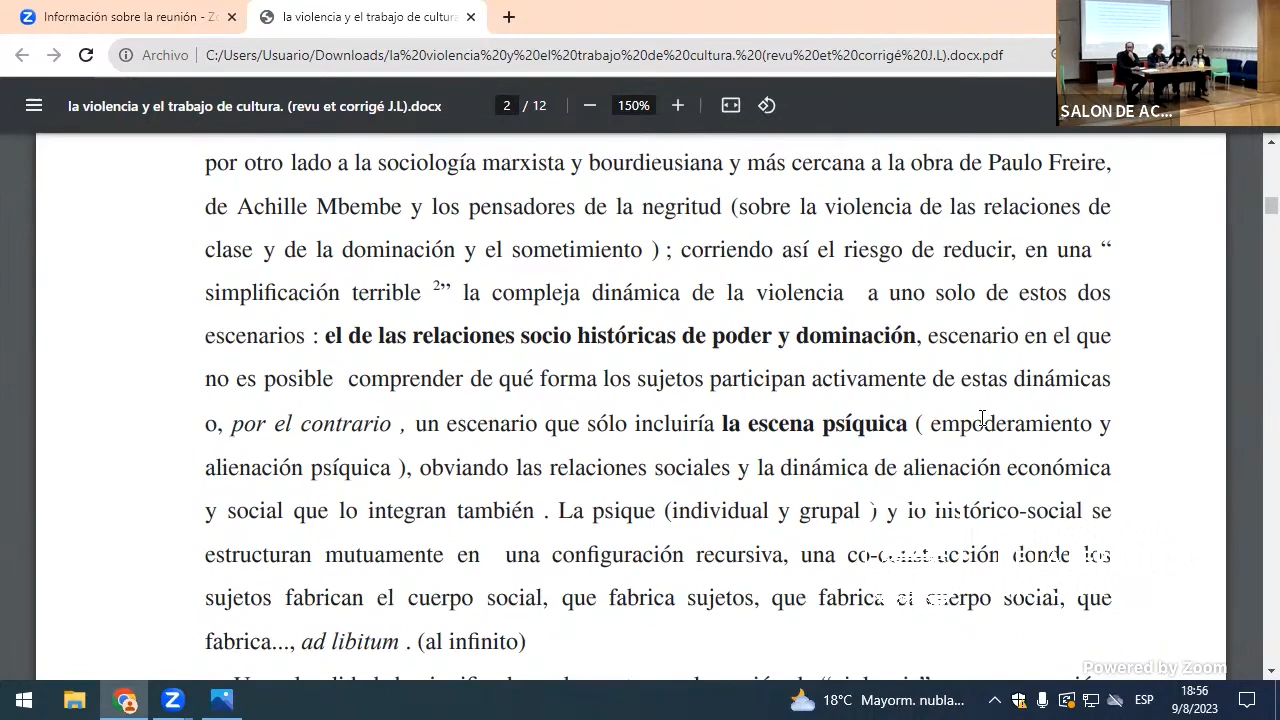 Información sobre la reunión - Zo
la violencia y el trabajo de cultura.
Archivo
C:/Users/Usuario/Downloads/la%20violencia%20y%20el%20trabajo%20de%20cultura.%20(revu%20et%20corrigé%20J.L).docx.pdf
la violencia y el trabajo de cultura. (revu et corrigé J.L).docx
2 / 12
150%
SALON DE AC...
por otro lado a la sociología marxista y bourdieusiana y más cercana a la obra de Paulo Freire,
de Achille Mbembe y los pensadores de la negritud (sobre la violencia de las relaciones de
clase y de la dominación y el sometimiento ) ; corriendo así el riesgo de reducir, en una “
simplificación terrible 2” la compleja dinámica de la violencia a uno solo de estos dos
escenarios : el de las relaciones socio históricas de poder y dominación, escenario en el que
no es posible comprender de qué forma los sujetos participan activamente de estas dinámicas
o, por el contrario , un escenario que sólo incluiría la escena psíquica ( empoderamiento y
alienación psíquica ), obviando las relaciones sociales y la dinámica de alienación económica
y social que lo integran también . La psique (individual y grupal ) y lo histórico-social se
estructuran mutuamente en una configuración recursiva, una co-construcción donde los
sujetos fabrican el cuerpo social, que fabrica sujetos, que fabrica cuerpo social, que
fabrica..., ad libitum . (al infinito)
Powered by Zoom
18°C Mayorm. nubla...
ESP
18:56
9/8/2023